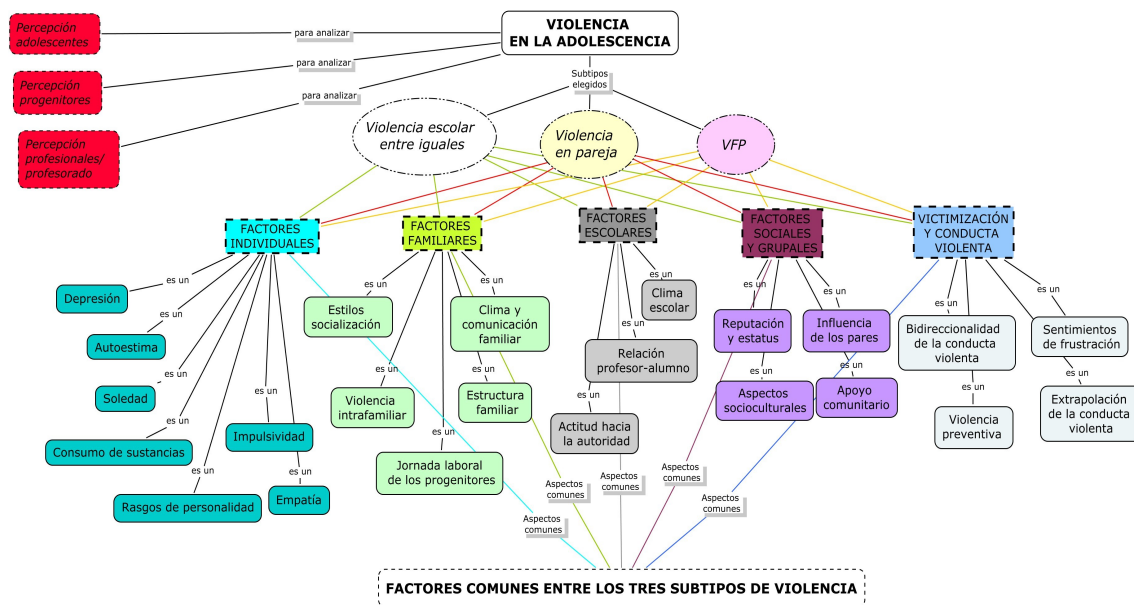 VIOLENCIA
EN LA ADOLESCENCIA
Percepción
adolescentes
para analizar
Percepción
progenitores
para analizar
Percepción
profesionales/
profesorado
para analizar
Subtipos
elegidos
Violencia escolar
entre iguales
Violencia
en pareja
VFP
FACTORES
INDIVIDUALES
FACTORES
FAMILIARES
FACTORES
ESCOLARES
FACTORES
SOCIALES
Y GRUPALES
VICTIMIZACIÓN
Y CONDUCTA
VIOLENTA
es un
Depresión
es un
Autoestima
es un
Soledad
es un
Consumo de sustancias
es un
Rasgos de personalidad
es un
Impulsividad
es un
Empatía
es un
Estilos
socialización
es un
Violencia
intrafamiliar
es un
Jornada laboral
de los progenitores
es un
Clima y
comunicación
familiar
es un
Estructura
familiar
es un
Clima
escolar
es un
Relación
profesor-alumno
es un
Actitud hacia
la autoridad
es un
Reputación
y estatus
es un
Aspectos
socioculturales
es un
Influencia
de los pares
es un
Apoyo
comunitario
es un
Bidireccionalidad
de la conducta
violenta
es un
Violencia
preventiva
es un
Sentimientos
de frustración
es un
Extrapolación
de la conducta
violenta
Aspectos
comunes
Aspectos
comunes
Aspectos
comunes
Aspectos
comunes
Aspectos
comunes
FACTORES COMUNES ENTRE LOS TRES SUBTIPOS DE VIOLENCIA